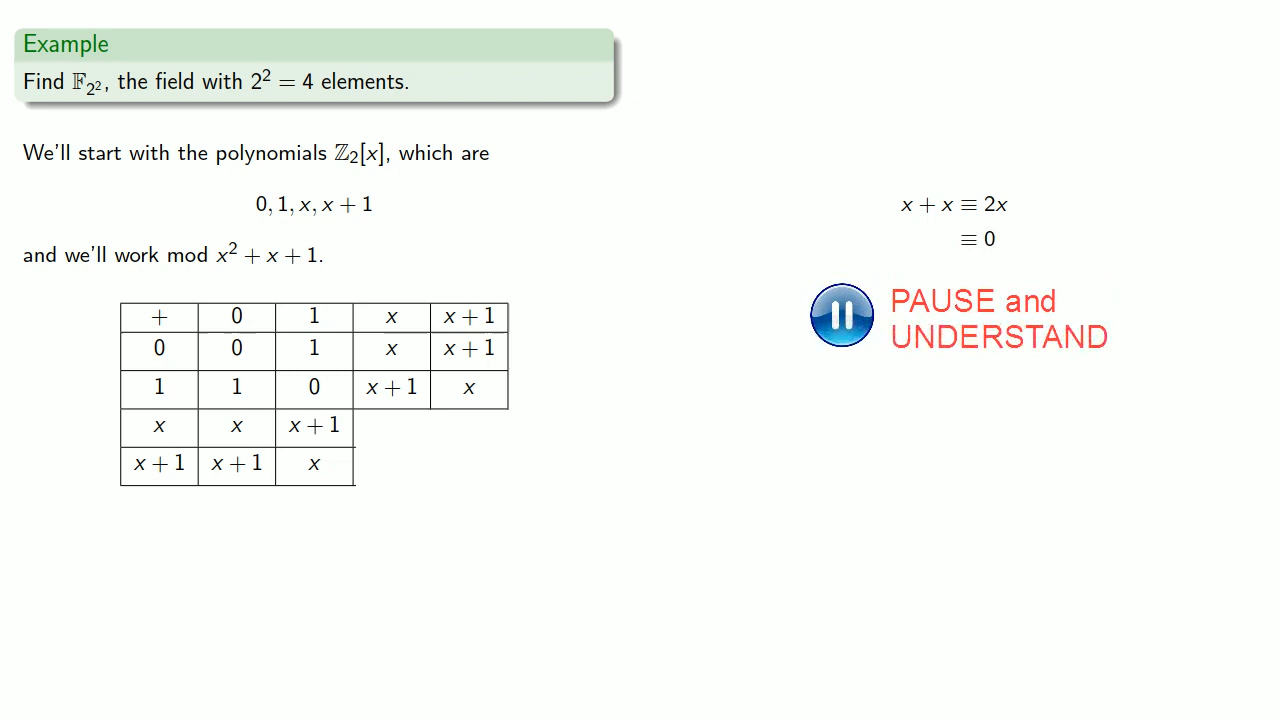 Example
Find 𝔽₂², the field with 2² = 4 elements.
We'll start with the polynomials ℤ₂[x], which are
0, 1, x, x + 1
and we'll work mod x² + x + 1.
+ 0 1 x x + 1
0 0 1 x x + 1
1 1 0 x + 1 x
x x x + 1
x + 1 x + 1 x
x + x ≡ 2x
≡ 0
PAUSE and
UNDERSTAND